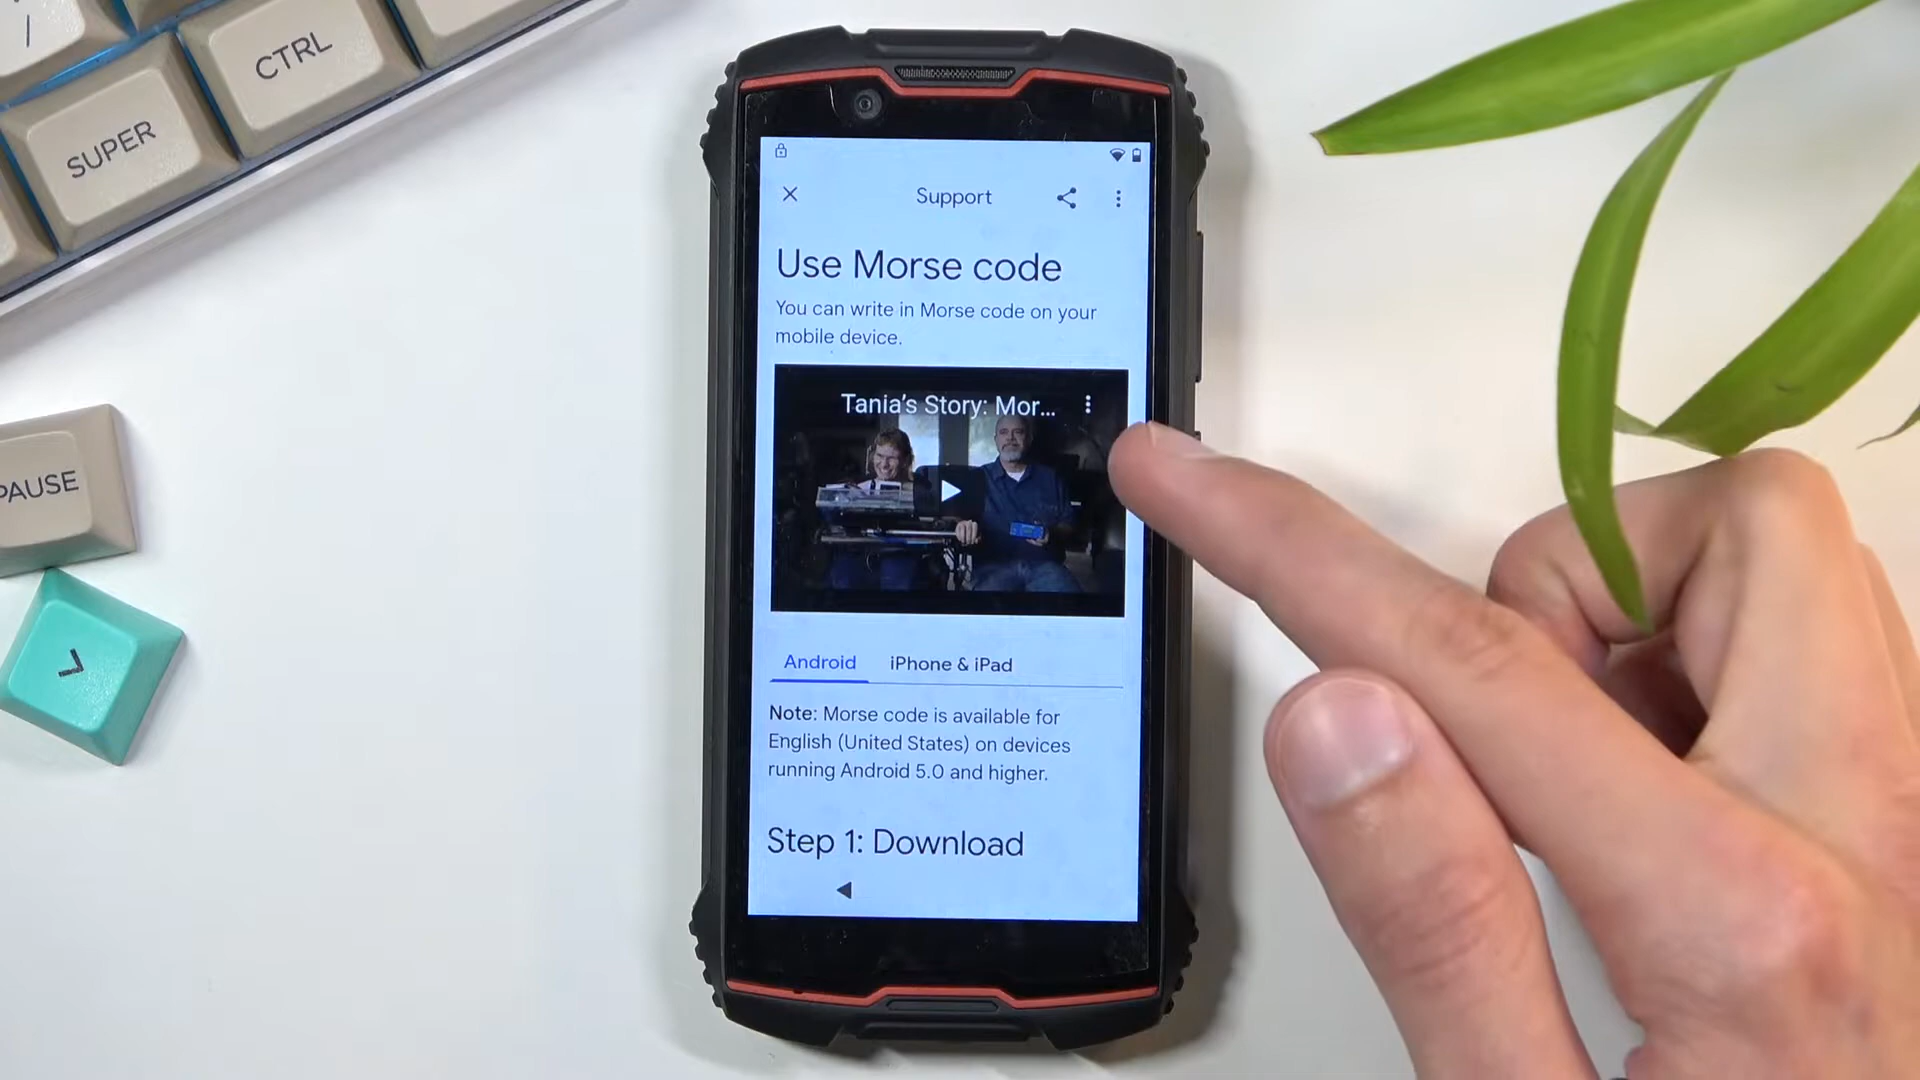 /
CTRL
SUPER
PAUSE
Support
Use Morse code
You can write in Morse code on your
mobile device.
Tania's Story: Mor...
Android
iPhone & iPad
Note: Morse code is available for
English (United States) on devices
running Android 5.0 and higher.
Step 1: Download